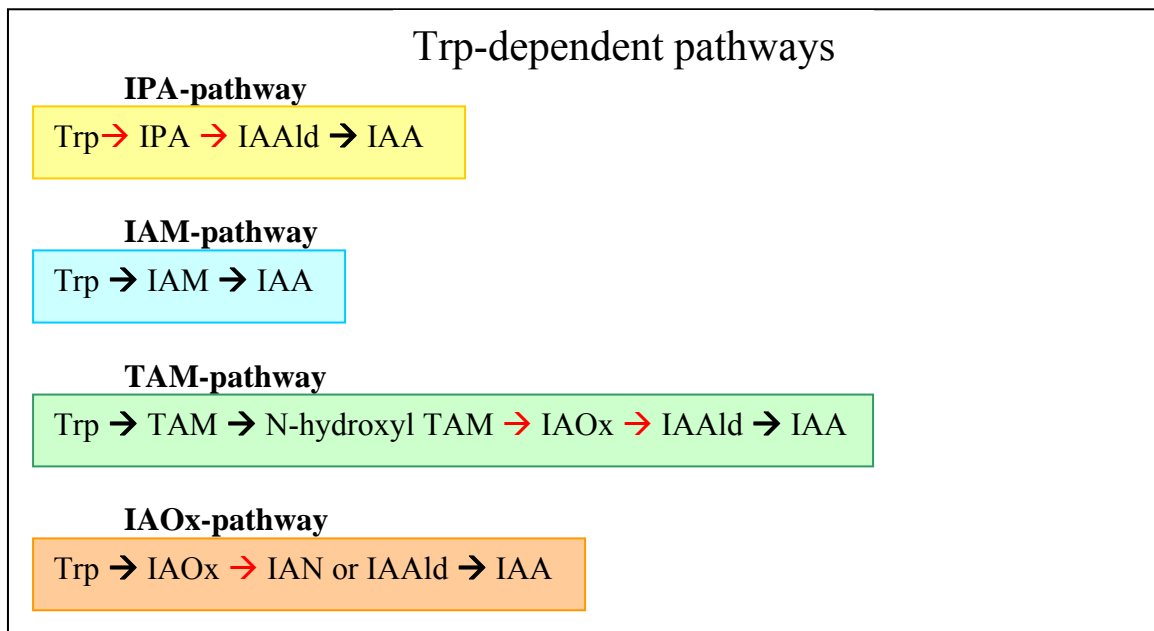 Trp-dependent pathways
IPA-pathway
Trp→ IPA → IAAld → IAA
IAM-pathway
Trp → IAM → IAA
TAM-pathway
Trp → TAM → N-hydroxyl TAM → IAOx → IAAld → IAA
IAOx-pathway
Trp → IAOx → IAN or IAAld → IAA